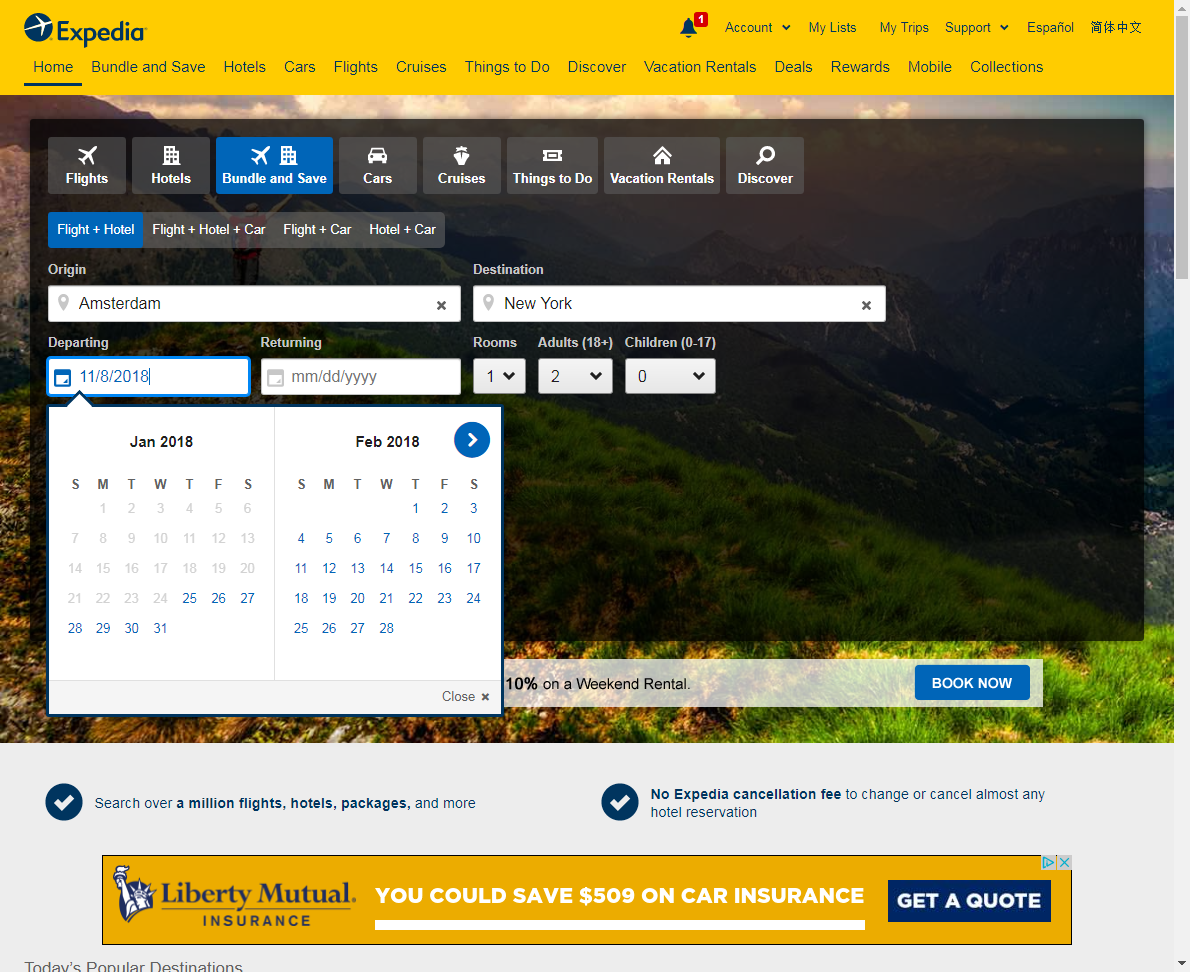 Expedia
1
Account My Lists My Trips Support Español 简体中文
Home Bundle and Save Hotels Cars Flights Cruises Things to Do Discover Vacation Rentals Deals Rewards Mobile Collections
Flights Hotels Bundle and Save Cars Cruises Things to Do Vacation Rentals Discover
Flight + Hotel Flight + Hotel + Car Flight + Car Hotel + Car
Origin Destination
Amsterdam × New York ×
Departing Returning Rooms Adults (18+) Children (0-17)
11/8/2018 mm/dd/yyyy 1 2 0
Jan 2018 Feb 2018
S M T W T F S S M T W T F S
1 2 3 4 5 6 1 2 3
7 8 9 10 11 12 13 4 5 6 7 8 9 10
14 15 16 17 18 19 20 11 12 13 14 15 16 17
21 22 23 24 25 26 27 18 19 20 21 22 23 24
28 29 30 31 25 26 27 28
10% on a Weekend Rental. BOOK NOW
Close ×
Search over a million flights, hotels, packages, and more
No Expedia cancellation fee to change or cancel almost any
hotel reservation
Liberty Mutual.
INSURANCE
YOU COULD SAVE $509 ON CAR INSURANCE
GET A QUOTE
Today's Popular Destinations